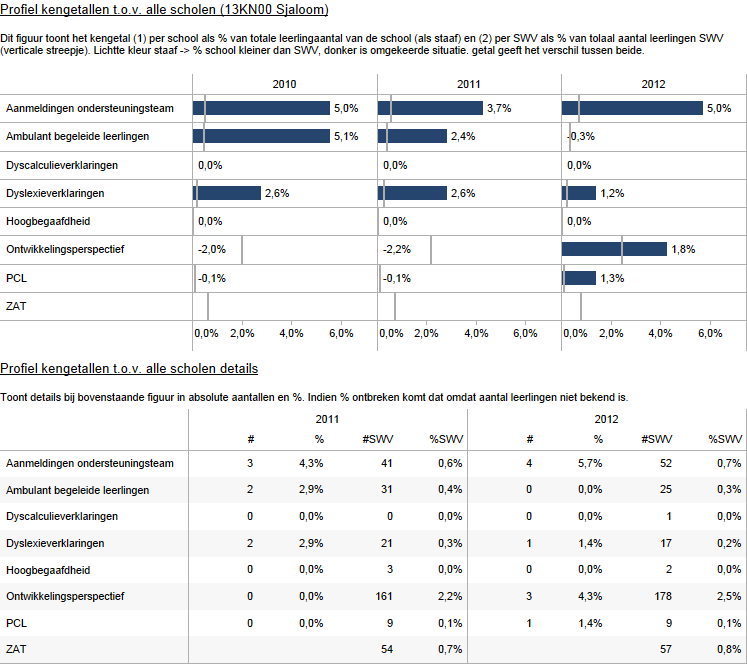 Profiel kengetallen t.o.v. alle scholen (13KN00 Sjaloom)
Dit figuur toont het kengetal (1) per school als % van totale leerlingaantal van de school (als staaf) en (2) per SWV als % van totaal aantal leerlingen SWV
(verticale streepje). Lichtte kleur staaf -> % school kleiner dan SWV, donker is omgekeerde situatie. getal geeft het verschil tussen beide.
2010 2011 2012
Aanmeldingen ondersteuningsteam 5,0% 3,7% 5,0%
Ambulant begeleide leerlingen 5,1% 2,4% -0,3%
Dyscalculieverklaringen 0,0% 0,0% 0,0%
Dyslexieverklaringen 2,6% 2,6% 1,2%
Hoogbegaafdheid 0,0% 0,0% 0,0%
Ontwikkelingsperspectief -2,0% -2,2% 1,8%
PCL -0,1% -0,1% 1,3%
ZAT
0,0% 2,0% 4,0% 6,0% 0,0% 2,0% 4,0% 6,0% 0,0% 2,0% 4,0% 6,0%
Profiel kengetallen t.o.v. alle scholen details
Toont details bij bovenstaande figuur in absolute aantallen en %. Indien % ontbreken komt dat omdat aantal leerlingen niet bekend is.
2011 2012
# % #SWV %SWV # % #SWV %SWV
Aanmeldingen ondersteuningsteam 3 4,3% 41 0,6% 4 5,7% 52 0,7%
Ambulant begeleide leerlingen 2 2,9% 31 0,4% 0 0,0% 25 0,3%
Dyscalculieverklaringen 0 0,0% 0 0,0% 0 0,0% 1 0,0%
Dyslexieverklaringen 2 2,9% 21 0,3% 1 1,4% 17 0,2%
Hoogbegaafdheid 0 0,0% 3 0,0% 0 0,0% 2 0,0%
Ontwikkelingsperspectief 0 0,0% 161 2,2% 3 4,3% 178 2,5%
PCL 0 0,0% 9 0,1% 1 1,4% 9 0,1%
ZAT 54 0,7% 57 0,8%